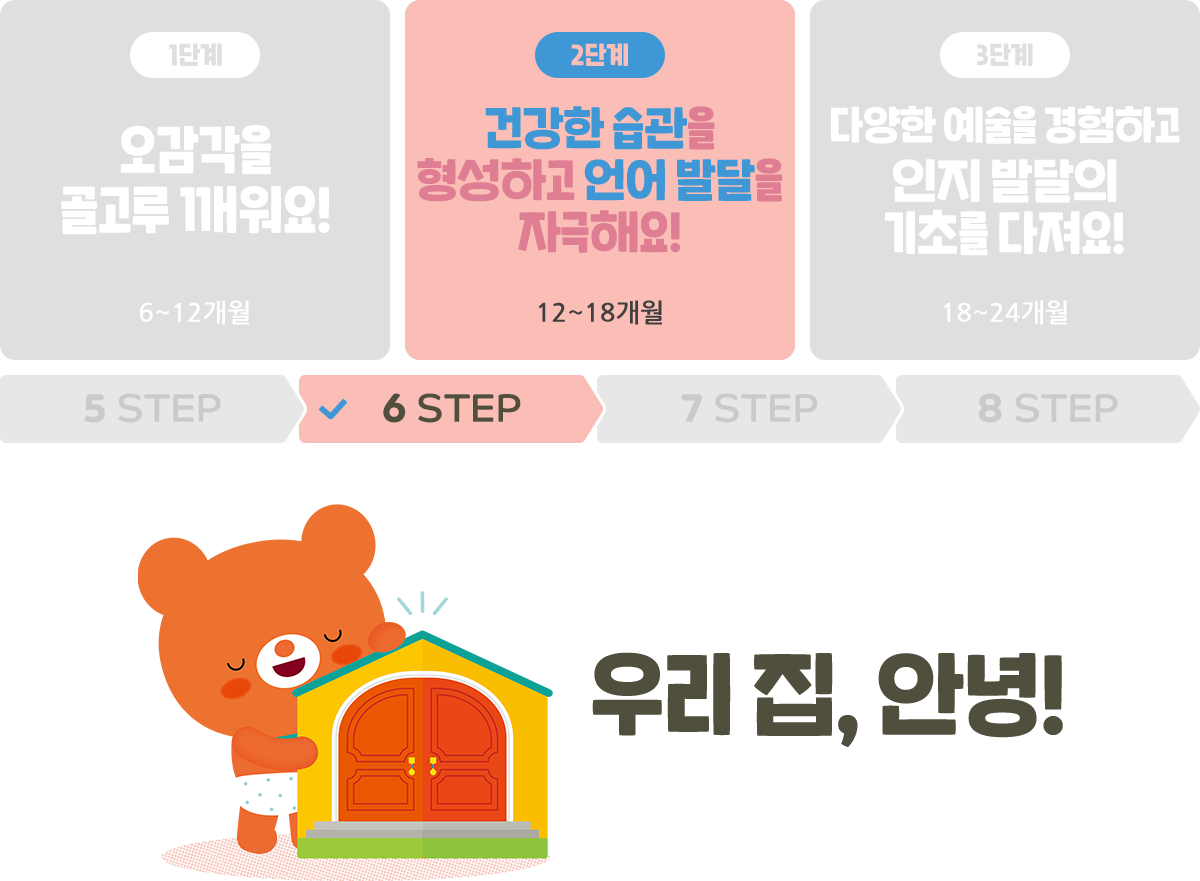 1단계
오감각을
골고루 깨워요!
6~12개월
2단계
건강한 습관을
형성하고 언어 발달을
자극해요!
12~18개월
3단계
다양한 예술을 경험하고
인지 발달의
기초를 다져요!
18~24개월
5 STEP
6 STEP
7 STEP
8 STEP
우리 집, 안녕!